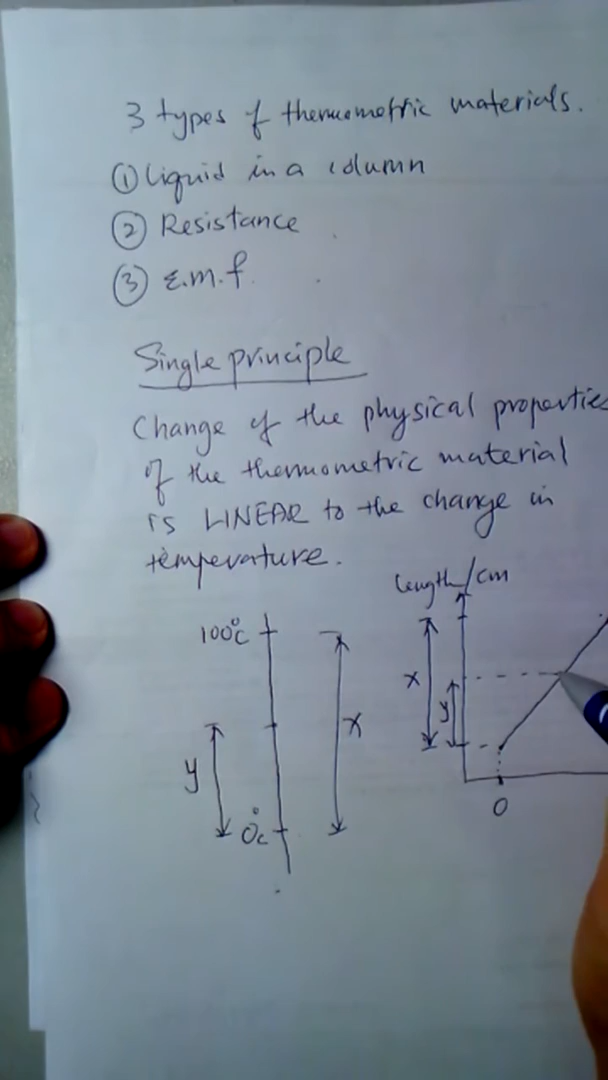 3 types of thermometric materials.
① Liquid in a column
② Resistance
③ E.m.f.
Single principle
Change of the physical propertie
of the thermometric material
is LINEAR to the change in
temperature.
length/cm
100°C
x
x
y
y
0°C
0